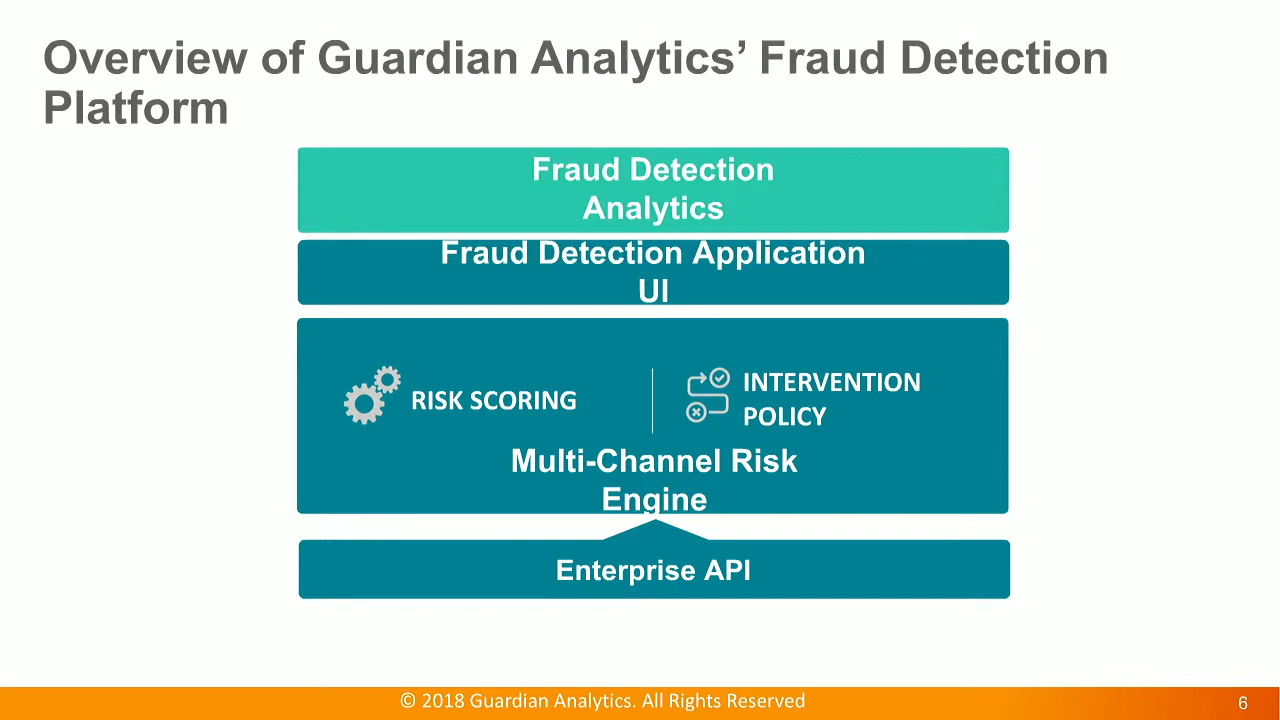 Overview of Guardian Analytics’ Fraud Detection
Platform
Fraud Detection
Analytics
Fraud Detection Application
UI
RISK SCORING
INTERVENTION
POLICY
Multi-Channel Risk
Engine
Enterprise API
© 2018 Guardian Analytics. All Rights Reserved
6